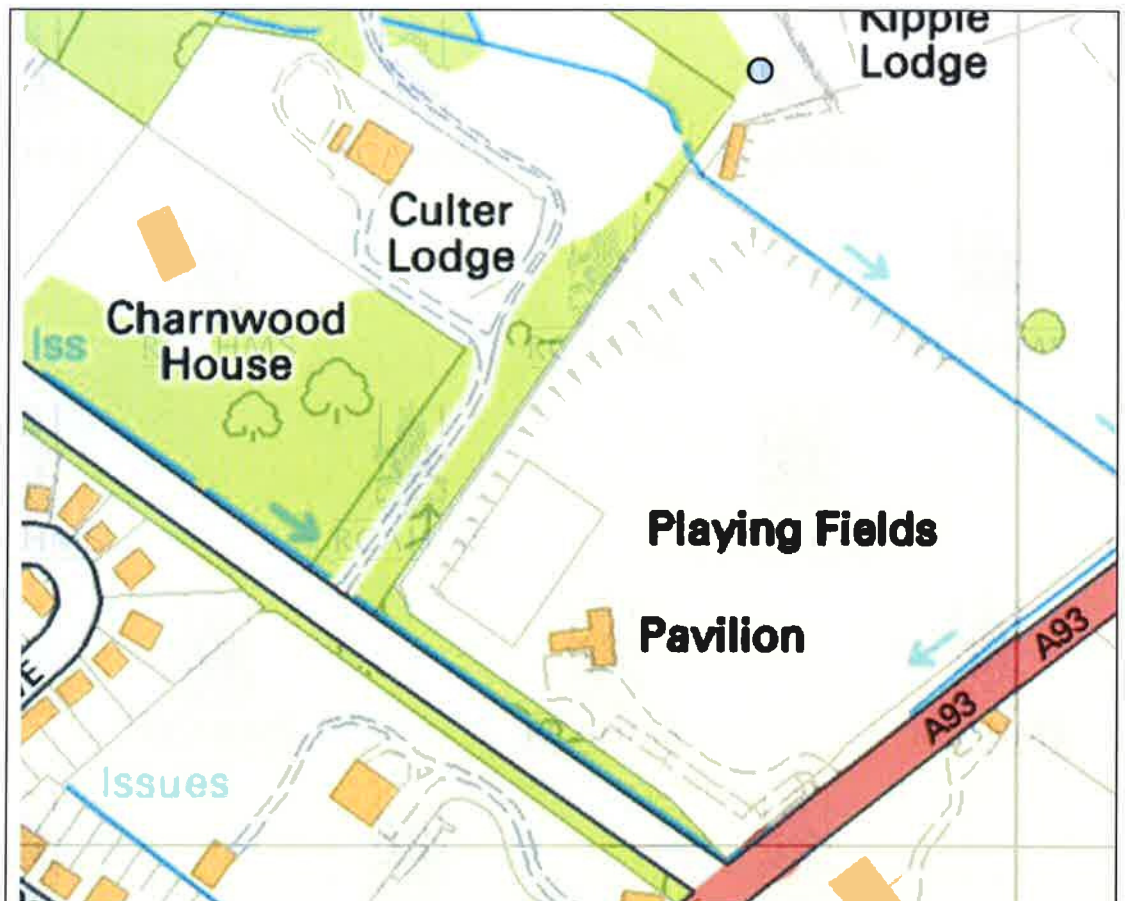 Kipple
Lodge
Culter
Lodge
Charnwood
House
Iss
Playing Fields
Pavilion
A93
A93
Issues